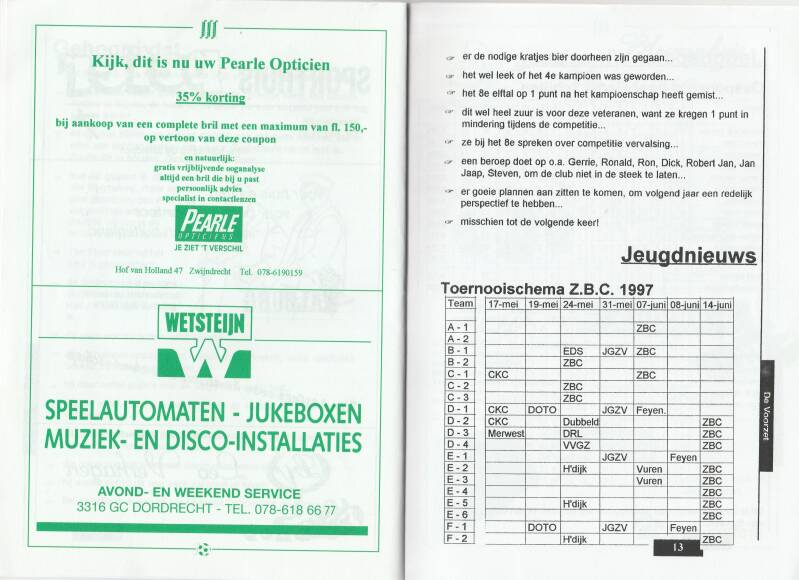 Kijk, dit is nu uw Pearle Opticien
35% korting
bij aankoop van een complete bril met een maximum van fl. 150,-
op vertoon van deze coupon
en natuurlijk:
gratis vrijblijvende ooganalyse
altijd een bril die bij u past
persoonlijk advies
specialist in contactlenzen
PEARLE
OPTICIENS
JE ZIET 'T VERSCHIL
Hof van Holland 47 Zwijndrecht Tel. 078-6190159
WETSTEIJN
W
SPEELAUTOMATEN - JUKEBOXEN
MUZIEK- EN DISCO-INSTALLATIES
AVOND- EN WEEKEND SERVICE
3316 GC DORDRECHT - TEL. 078-618 66 77
er de nodige kratjes bier doorheen zijn gegaan...
het wel leek of het 4e kampioen was geworden...
het 8e elftal op 1 punt na het kampioenschap heeft gemist...
dit wel heel zuur is voor deze veteranen, want ze kregen 1 punt in
mindering tijdens de competitie...
ze bij het 8e spreken over competitie vervalsing...
een beroep doet op o.a. Gerrie, Ronald, Ron, Dick, Robert Jan, Jan
Jaap, Steven, om de club niet in de steek te laten...
er goeie plannen aan zitten te komen, om volgend jaar een redelijk
perspectief te hebben...
misschien tot de volgende keer!
Jeugdnieuws
Toernooischema Z.B.C. 1997
Team 17-mei 19-mei 24-mei 31-mei 07-juni 08-juni 14-juni
A - 1 ZBC
A - 2
B - 1 EDS JGZV ZBC
B - 2 ZBC
C - 1 CKC ZBC
C - 2 ZBC
C - 3 ZBC
D - 1 CKC DOTO JGZV Feyen.
D - 2 CKC Dubbeld ZBC
D - 3 Merwest DRL ZBC
D - 4 VVGZ ZBC
E - 1 JGZV Feyen
E - 2 H'dijk Vuren ZBC
E - 3 Vuren ZBC
E - 4 ZBC
E - 5 H'dijk ZBC
E - 6 ZBC
F - 1 DOTO JGZV Feyen
F - 2 H'dijk ZBC
De Voorzet
13